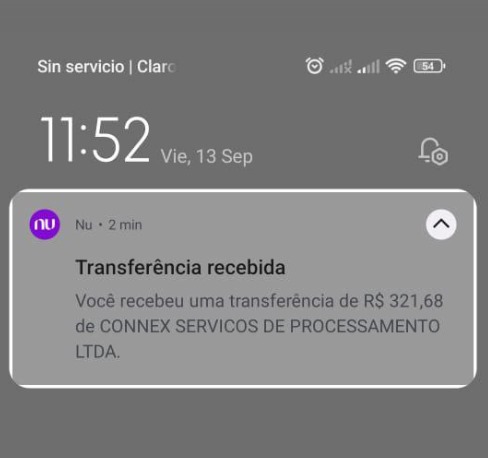 Sin servicio | Claro
54
11:52 Vie, 13 Sep
nu Nu • 2 min
Transferência recebida
Você recebeu uma transferência de R$ 321,68
de CONNEX SERVICOS DE PROCESSAMENTO
LTDA.